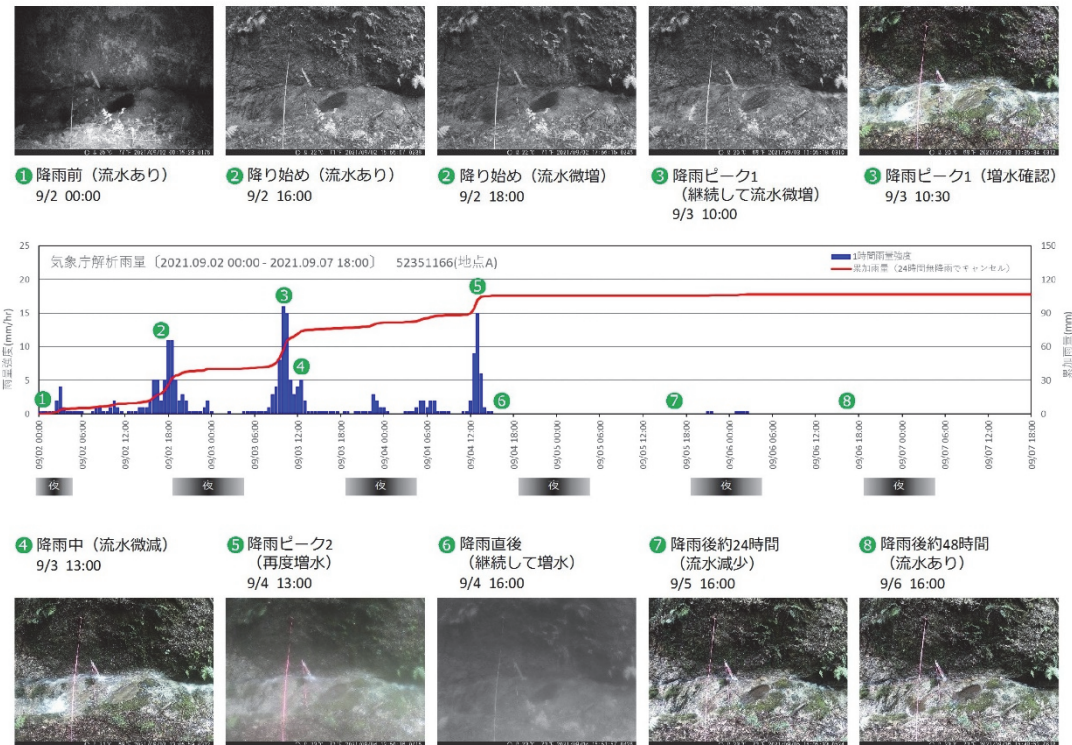 ① 降雨前（流水あり）
9/2 00:00
② 降り始め（流水あり）
9/2 16:00
② 降り始め（流水微増）
9/2 18:00
③ 降雨ピーク1
（継続して流水微増）
9/3 10:00
③ 降雨ピーク1（増水確認）
9/3 10:30
気象庁解析雨量〔2021.09.02 00:00 - 2021.09.07 18:00〕 52351166(地点A)
1時間雨量強度
累加雨量（24時間無降雨でキャンセル）
雨量強度(mm/hr)
25
20
15
10
5
0
累加雨量(mm)
150
120
90
60
30
0
① ② ③ ④ ⑤ ⑥ ⑦ ⑧
09/02 00:00
09/02 06:00
09/02 12:00
09/02 18:00
09/03 00:00
09/03 06:00
09/03 12:00
09/03 18:00
09/04 00:00
09/04 06:00
09/04 12:00
09/04 18:00
09/05 00:00
09/05 06:00
09/05 12:00
09/05 18:00
09/06 00:00
09/06 06:00
09/06 12:00
09/06 18:00
09/07 00:00
09/07 06:00
09/07 12:00
09/07 18:00
夜 夜 夜 夜 夜 夜
④ 降雨中（流水微減）
9/3 13:00
⑤ 降雨ピーク2
（再度増水）
9/4 13:00
⑥ 降雨直後
（継続して増水）
9/4 16:00
⑦ 降雨後約24時間
（流水減少）
9/5 16:00
⑧ 降雨後約48時間
（流水あり）
9/6 16:00